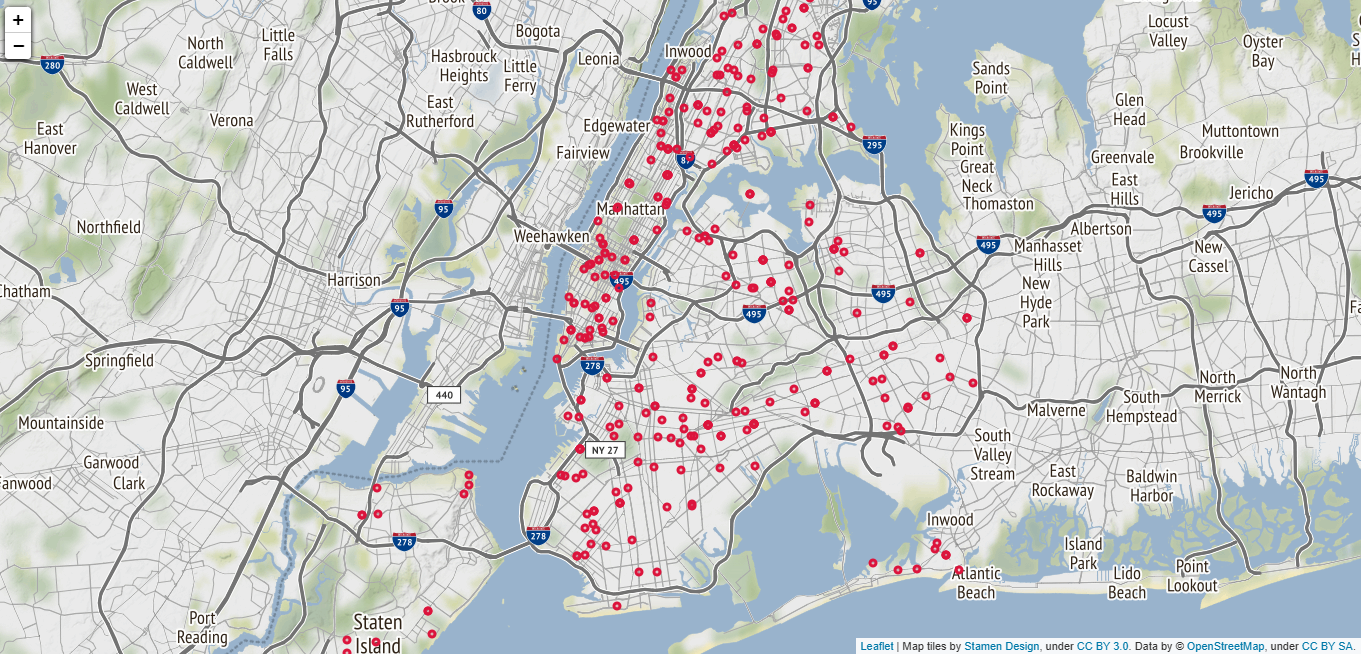 +
−
80
Bogota
95
Locust
Valley
Little
Falls
North
Caldwell
280
Hasbrouck
Heights
Leonia
Inwood
Oyster
Bay
Little
Ferry
Sands
Point
West
Caldwell
East
Rutherford
Verona
Glen
Head
East
Hanover
Edgewater
Kings
Point
Muttontown
Fairview
295
Great
Neck
Greenvale
Brookville
East
Hills
495
Jericho
Thomaston
95
Manhattan
495
Northfield
Weehawken
Albertson
495
Manhasset
Hills
New
Cassel
Harrison
495
New
Hyde
Park
495
Chatham
95
495
Springfield
278
95
440
North
Merrick
North
Wantagh
Malverne
South
Hempstead
Mountainside
NY 27
South
Valley
Stream
Garwood
Clark
Fanwood
East
Rockaway
Baldwin
Harbor
Inwood
278
278
Island
Park
Atlantic
Beach
Lido
Beach
Point
Lookout
Port
Reading
Staten
Island
Leaflet | Map tiles by Stamen Design, under CC BY 3.0. Data by © OpenStreetMap, under CC BY SA.